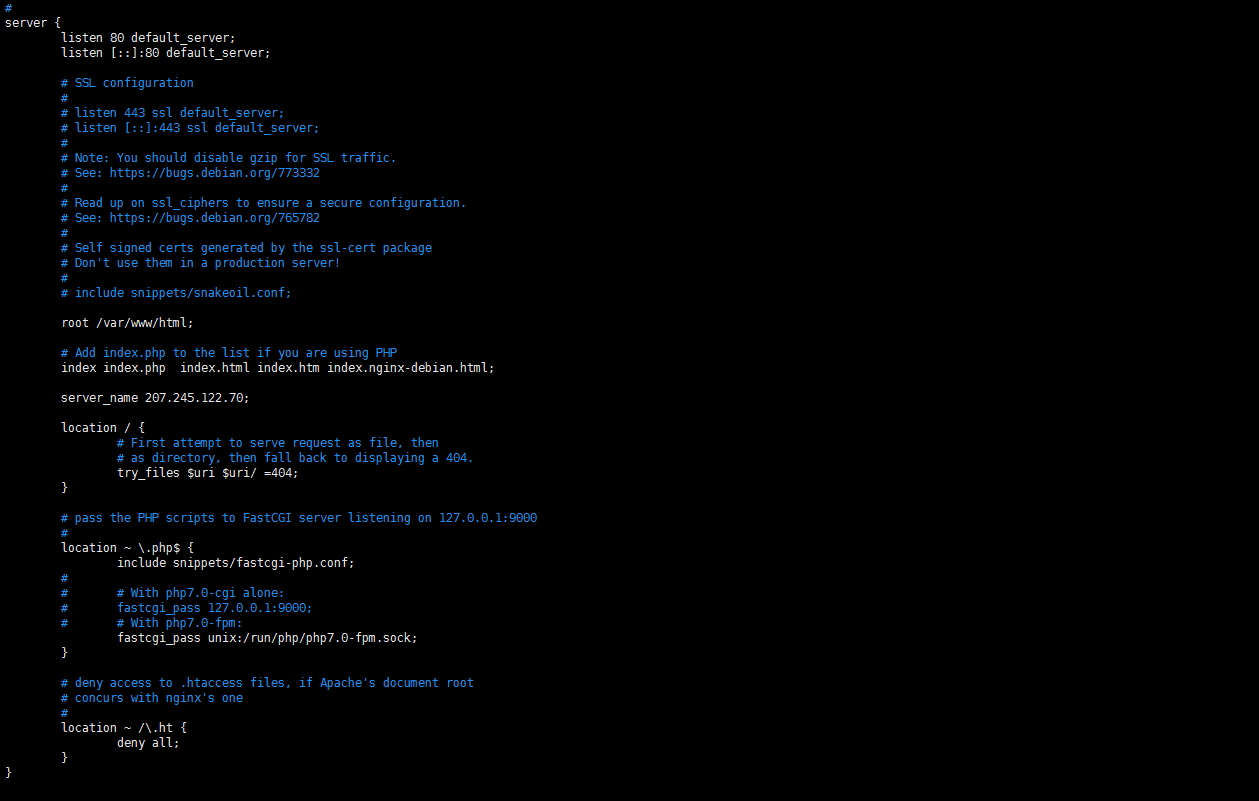 #
server {
        listen 80 default_server;
        listen [::]:80 default_server;

        # SSL configuration
        #
        # listen 443 ssl default_server;
        # listen [::]:443 ssl default_server;
        #
        # Note: You should disable gzip for SSL traffic.
        # See: https://bugs.debian.org/773332
        #
        # Read up on ssl_ciphers to ensure a secure configuration.
        # See: https://bugs.debian.org/765782
        #
        # Self signed certs generated by the ssl-cert package
        # Don't use them in a production server!
        #
        # include snippets/snakeoil.conf;

        root /var/www/html;

        # Add index.php to the list if you are using PHP
        index index.php  index.html index.htm index.nginx-debian.html;

        server_name 207.245.122.70;

        location / {
                # First attempt to serve request as file, then
                # as directory, then fall back to displaying a 404.
                try_files $uri $uri/ =404;
        }

        # pass the PHP scripts to FastCGI server listening on 127.0.0.1:9000
        #
        location ~ \.php$ {
                include snippets/fastcgi-php.conf;
        #
        #       # With php7.0-cgi alone:
        #       fastcgi_pass 127.0.0.1:9000;
        #       # With php7.0-fpm:
                fastcgi_pass unix:/run/php/php7.0-fpm.sock;
        }

        # deny access to .htaccess files, if Apache's document root
        # concurs with nginx's one
        #
        location ~ /\.ht {
                deny all;
        }
}